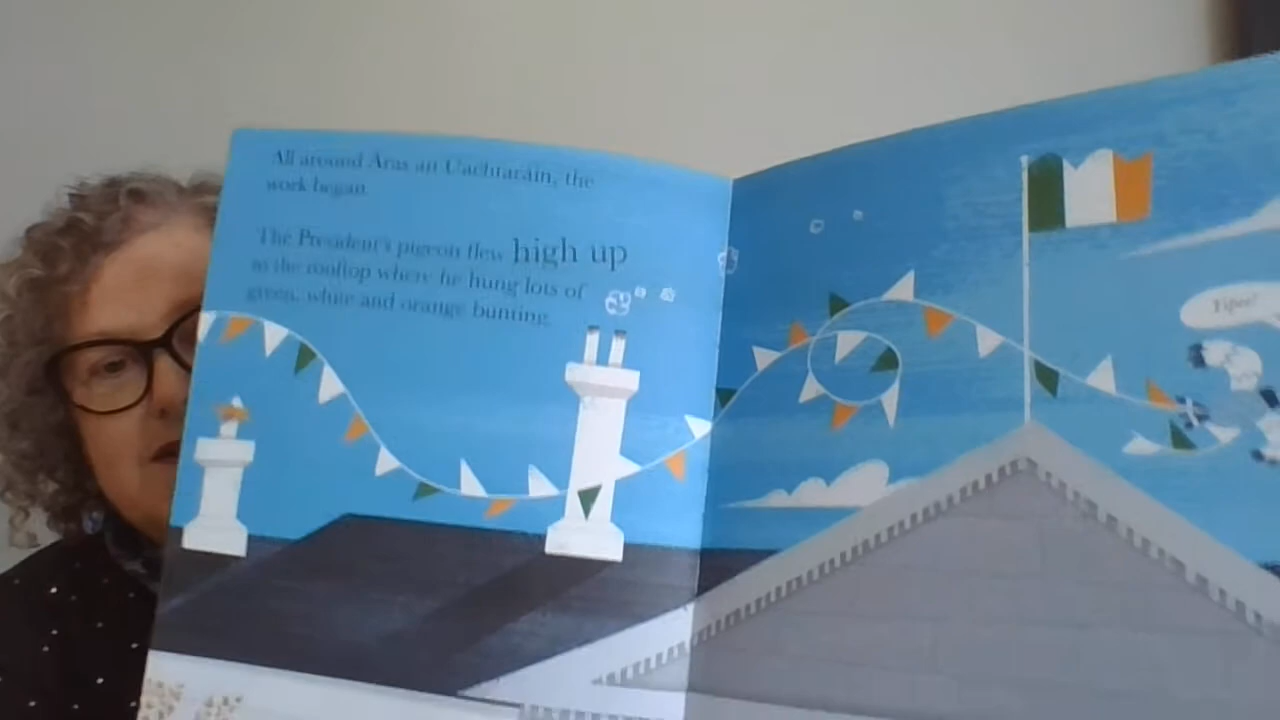 All around Áras an Uachtaráin, the
work began.
The President's pigeon flew high up
to the rooftop where he hung lots of
green, white and orange bunting.
Yipes!